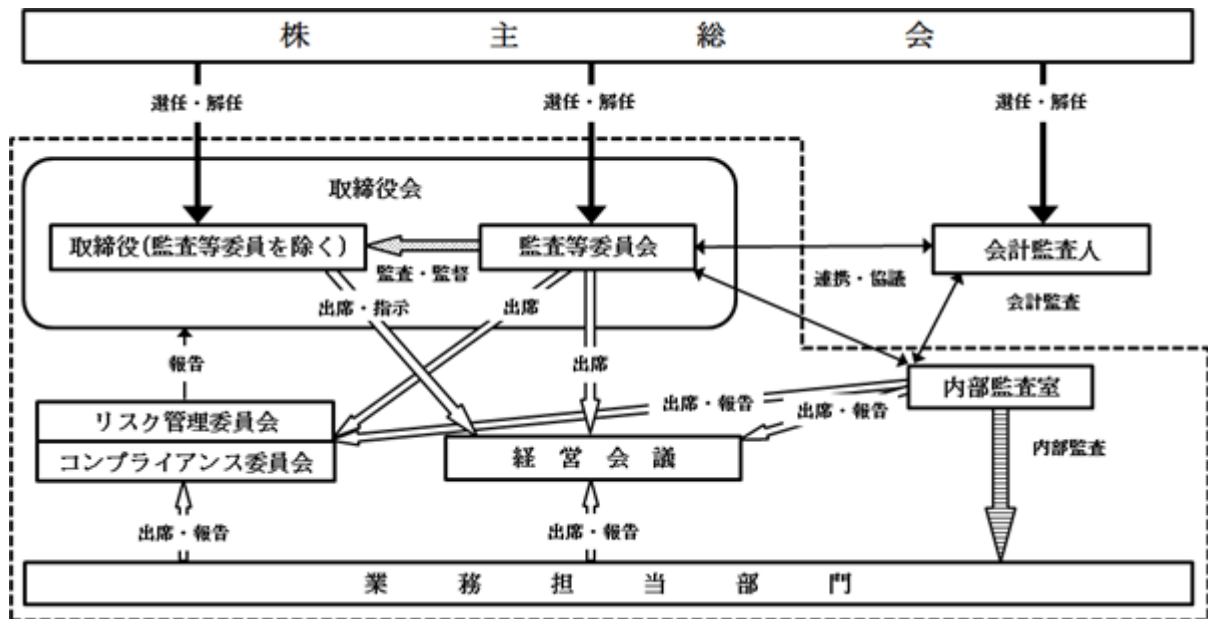 株主総会
選任・解任
選任・解任
選任・解任
取締役会
取締役(監査等委員を除く)
監査等委員会
会計監査人
監査・監督
連携・協議
出席・指示
出席
会計監査
報告
出席
内部監査室
リスク管理委員会
出席・報告
出席・報告
コンプライアンス委員会
経営会議
内部監査
出席・報告
出席・報告
業務担当部門